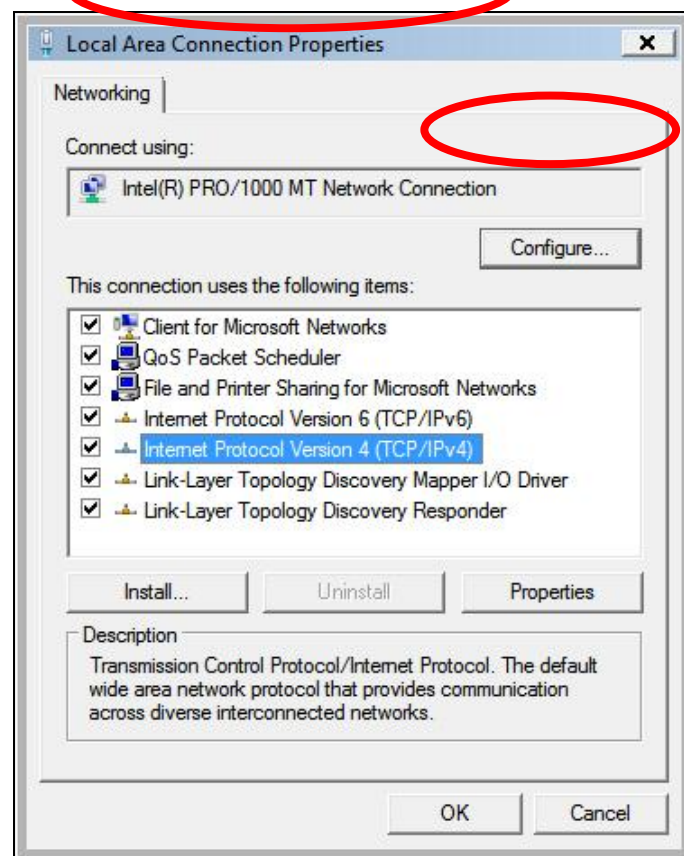 Local Area Connection Properties
Networking
Connect using:
Intel(R) PRO/1000 MT Network Connection
Configure...
This connection uses the following items:
Client for Microsoft Networks
QoS Packet Scheduler
File and Printer Sharing for Microsoft Networks
Internet Protocol Version 6 (TCP/IPv6)
Internet Protocol Version 4 (TCP/IPv4)
Link-Layer Topology Discovery Mapper I/O Driver
Link-Layer Topology Discovery Responder
Install...
Uninstall
Properties
Description
Transmission Control Protocol/Internet Protocol. The default
wide area network protocol that provides communication
across diverse interconnected networks.
OK
Cancel